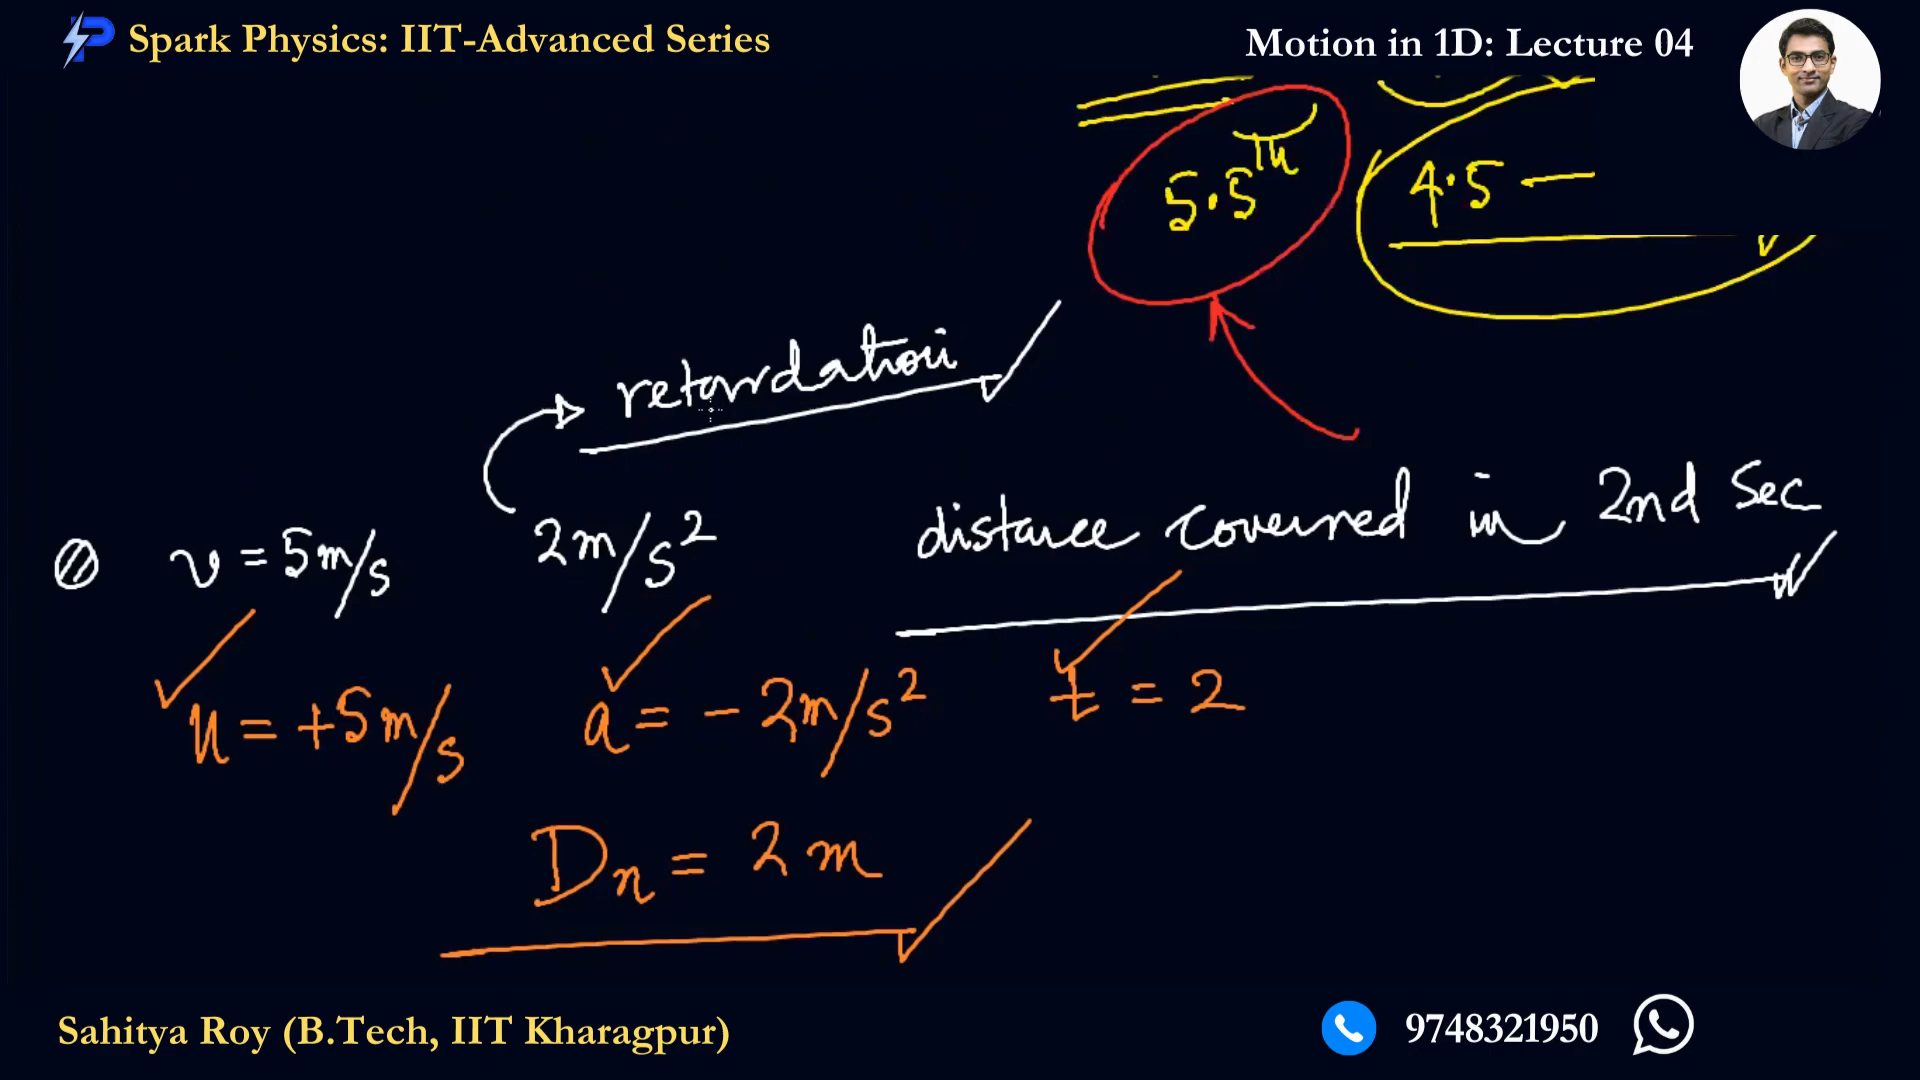 Spark Physics: IIT-Advanced Series
Motion in 1D: Lecture 04
5.5th 4.5 —
retardation
v = 5m/s 2m/s² distance covered in 2nd Sec
u = +5m/s a = - 2m/s² t = 2
Dn = 2m
Sahitya Roy (B.Tech, IIT Kharagpur)
9748321950